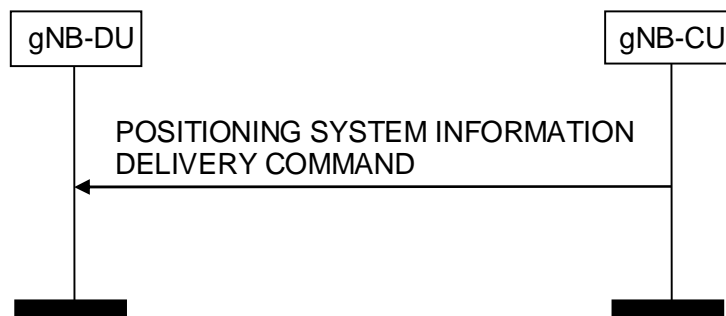 gNB-DU
gNB-CU
POSITIONING SYSTEM INFORMATION
DELIVERY COMMAND